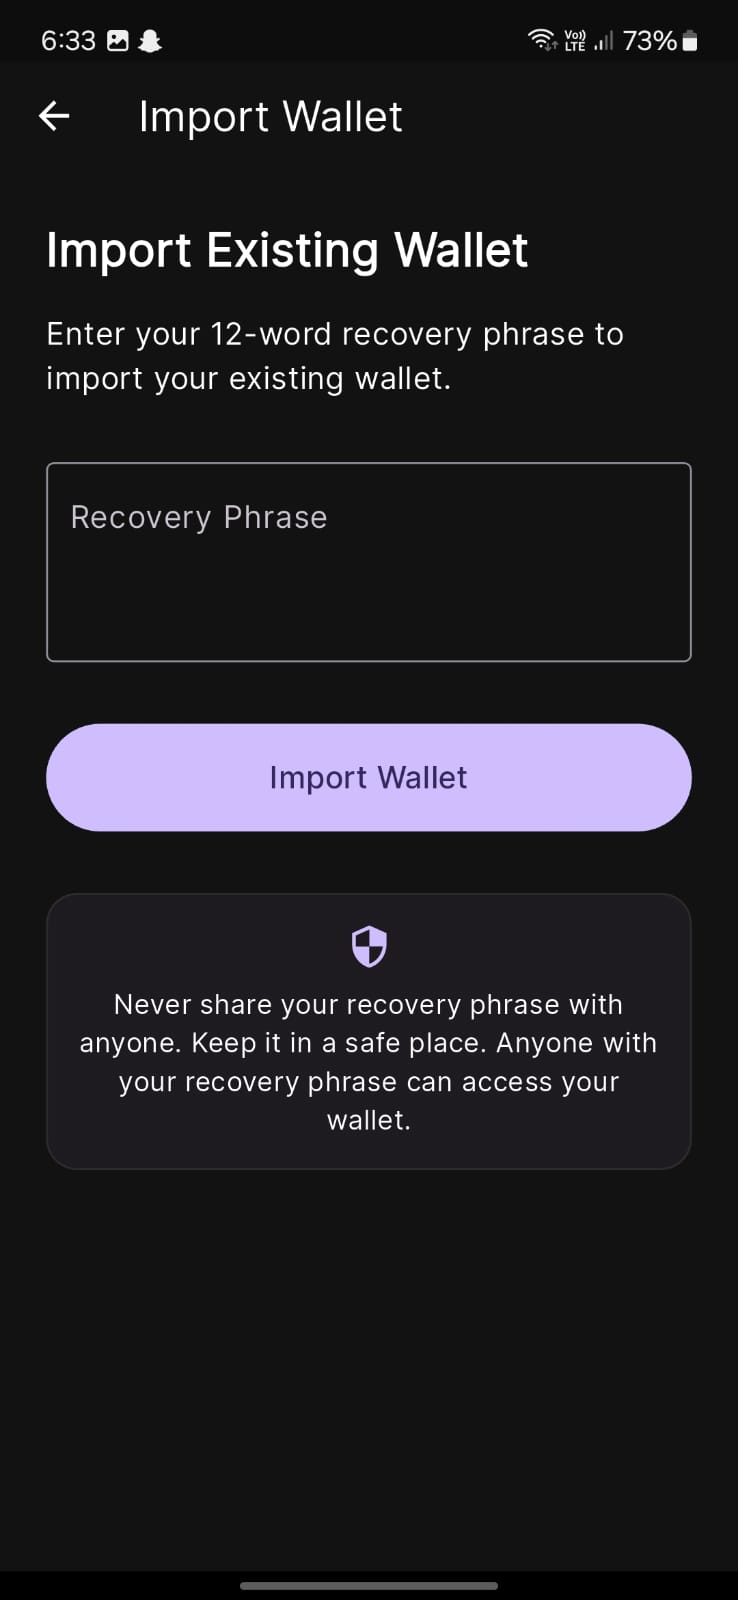 6:33 Vo)) LTE 73%
Import Wallet
Import Existing Wallet
Enter your 12-word recovery phrase to
import your existing wallet.
Recovery Phrase
Import Wallet
Never share your recovery phrase with
anyone. Keep it in a safe place. Anyone with
your recovery phrase can access your
wallet.